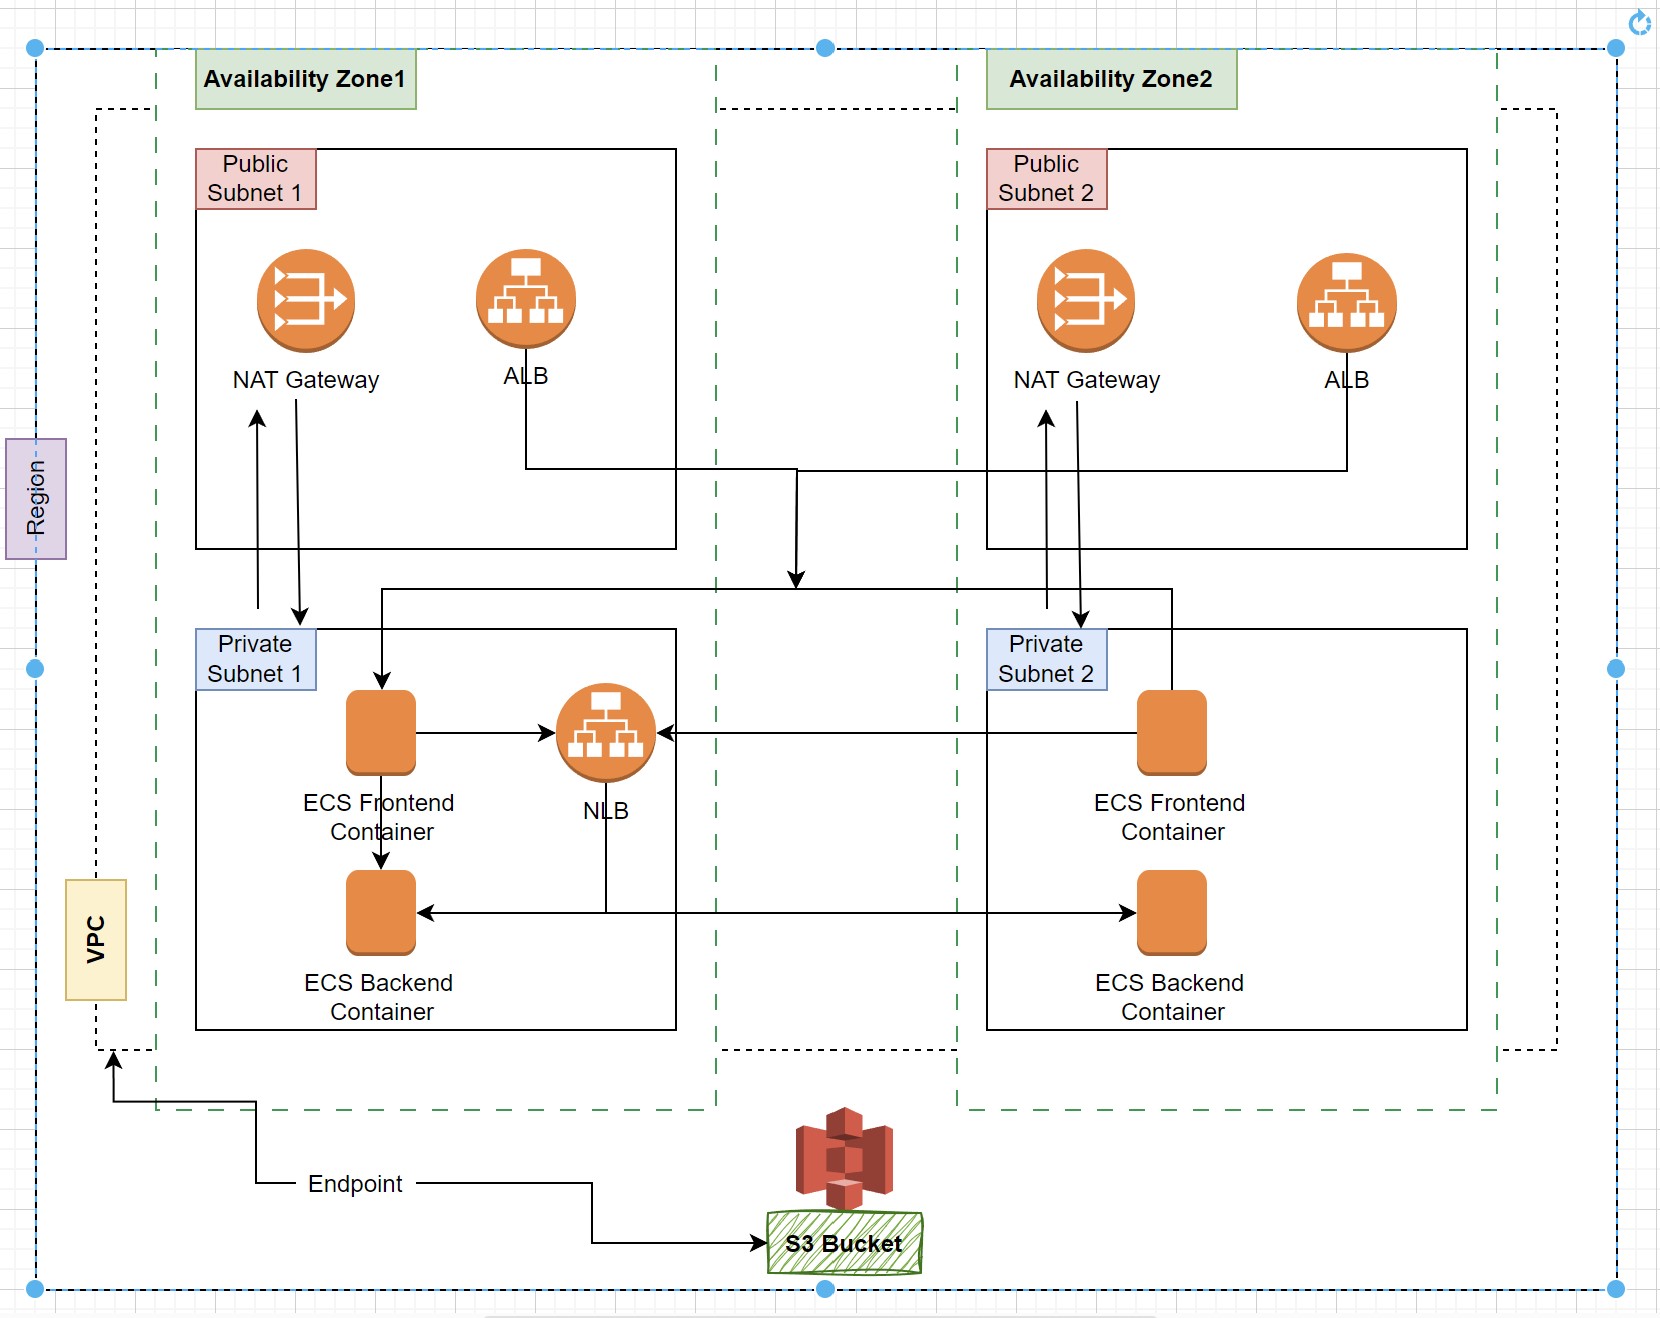 Availability Zone1
Availability Zone2
Public
Subnet 1
Public
Subnet 2
NAT Gateway
ALB
NAT Gateway
ALB
Region
Private
Subnet 1
Private
Subnet 2
ECS Frontend
Container
NLB
ECS Frontend
Container
VPC
ECS Backend
Container
ECS Backend
Container
Endpoint
S3 Bucket